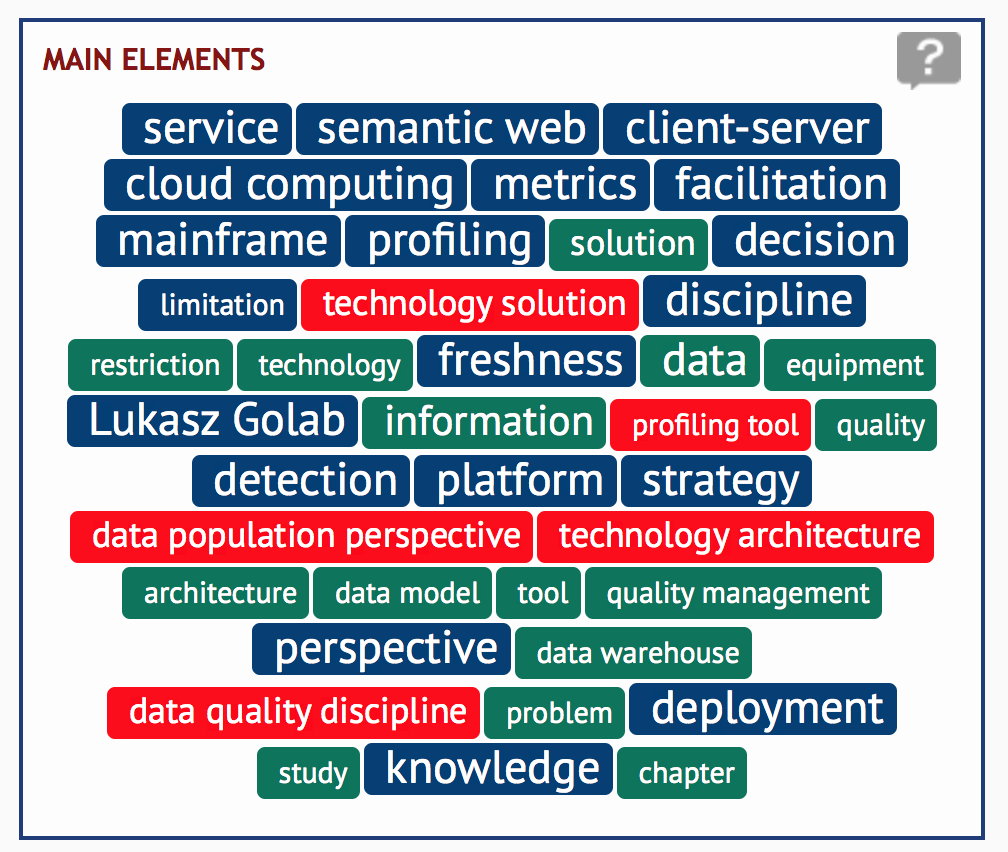 MAIN ELEMENTS ?
service semantic web client-server
cloud computing metrics facilitation
mainframe profiling solution decision
limitation technology solution discipline
restriction technology freshness data equipment
Lukasz Golab information profiling tool quality
detection platform strategy
data population perspective technology architecture
architecture data model tool quality management
perspective data warehouse
data quality discipline problem deployment
study knowledge chapter